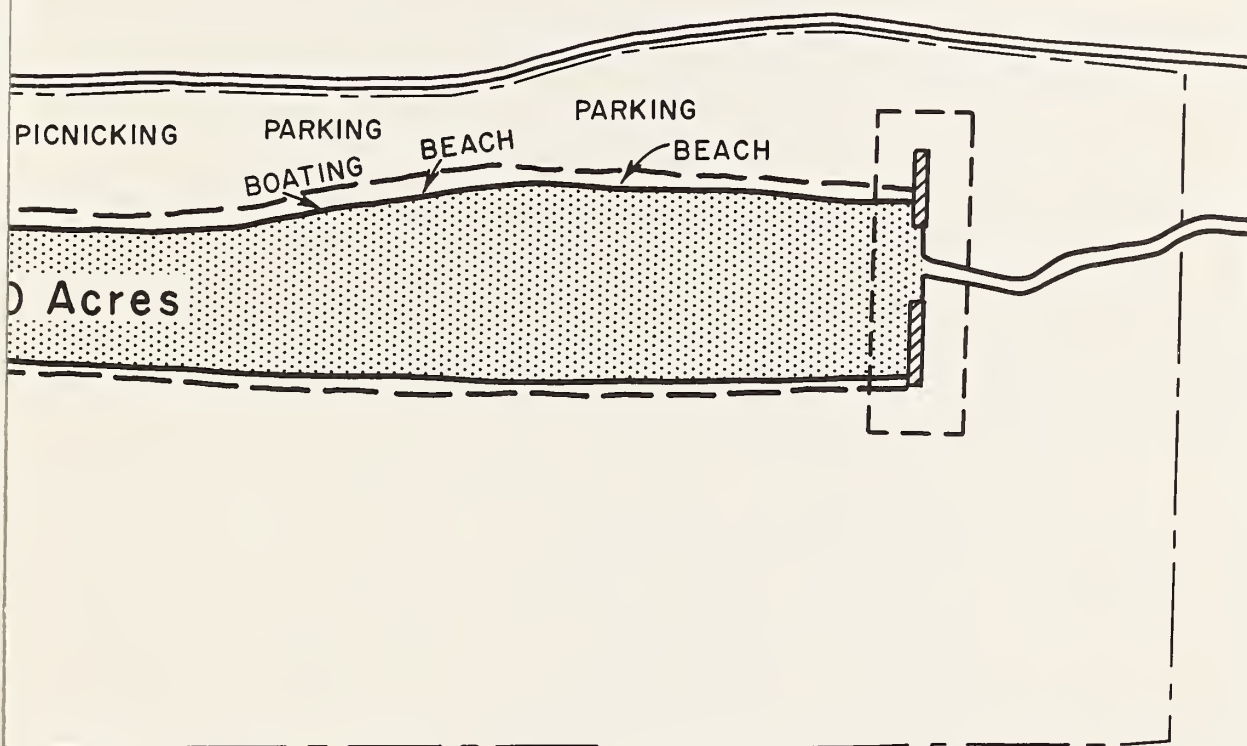 PARKING
PICNICKING
PARKING
BEACH
BEACH
BOATING
Acres